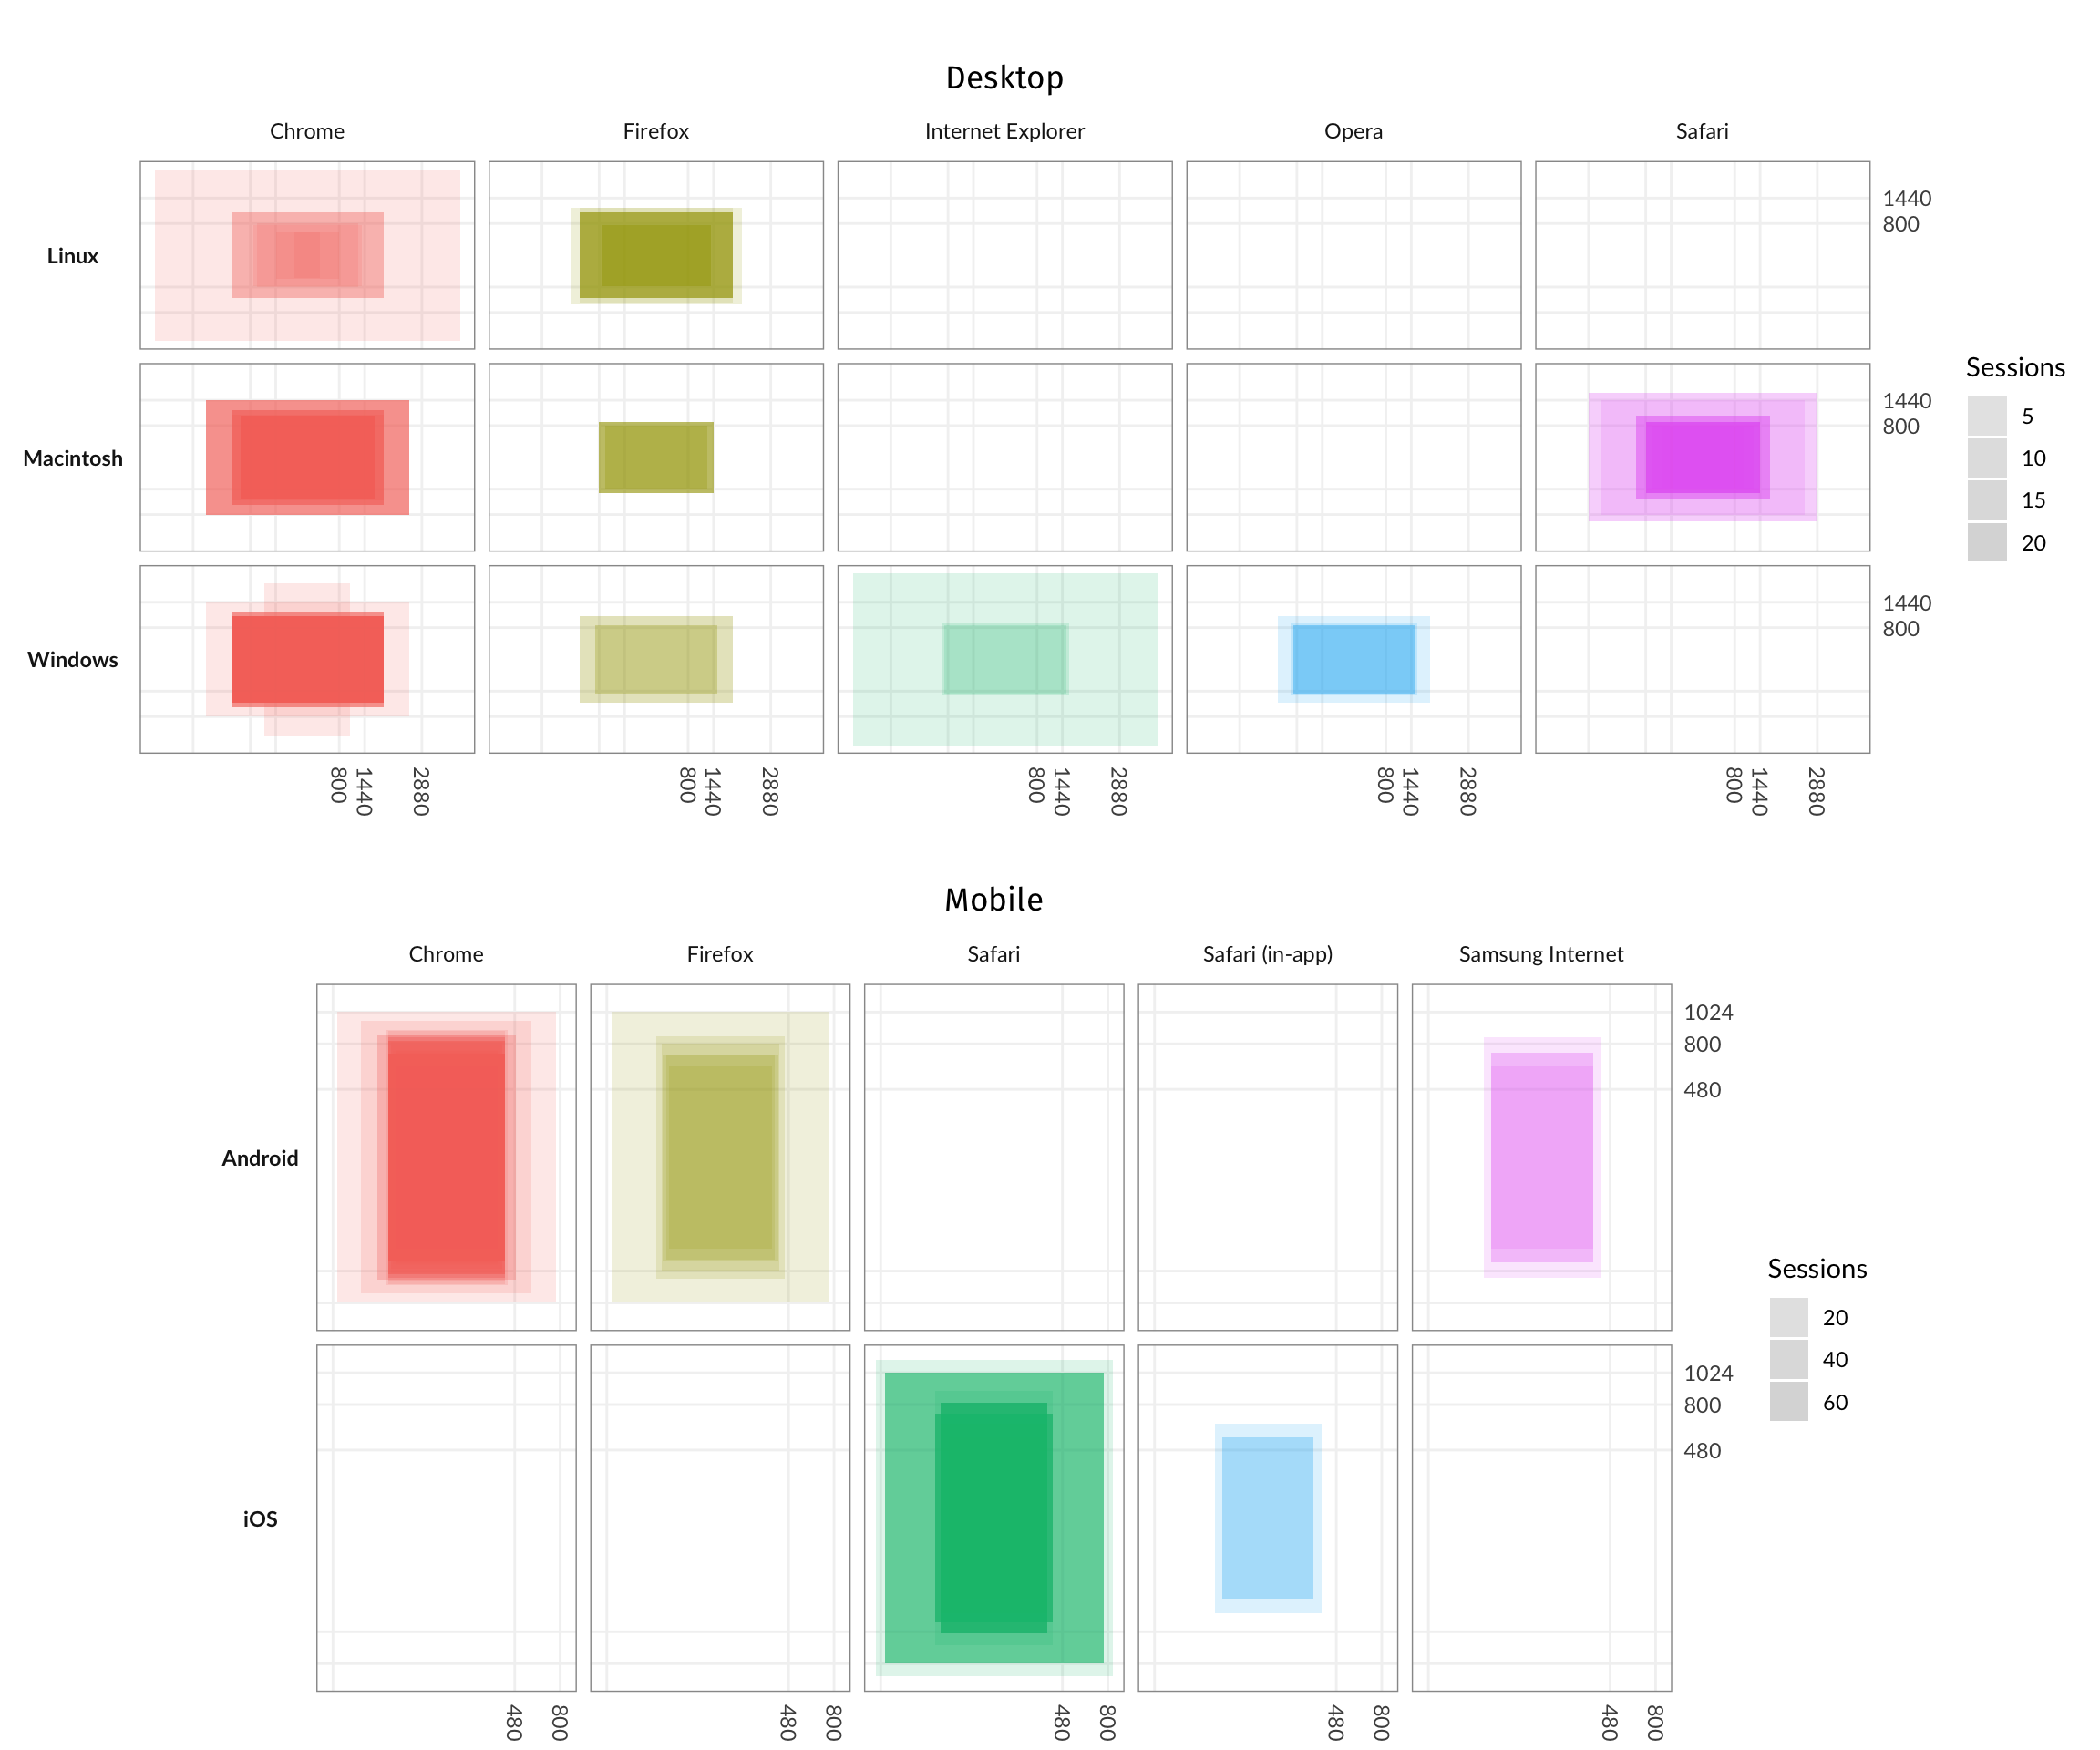 Desktop
Chrome Firefox Internet Explorer Opera Safari
Linux
1440
800
Macintosh
1440
800
Windows
1440
800
Sessions
5
10
15
20
800 1440 2880 800 1440 2880 800 1440 2880 800 1440 2880 800 1440 2880
Mobile
Chrome Firefox Safari Safari (in-app) Samsung Internet
Android
1024
800
480
iOS
1024
800
480
Sessions
20
40
60
480 800 480 800 480 800 480 800 480 800